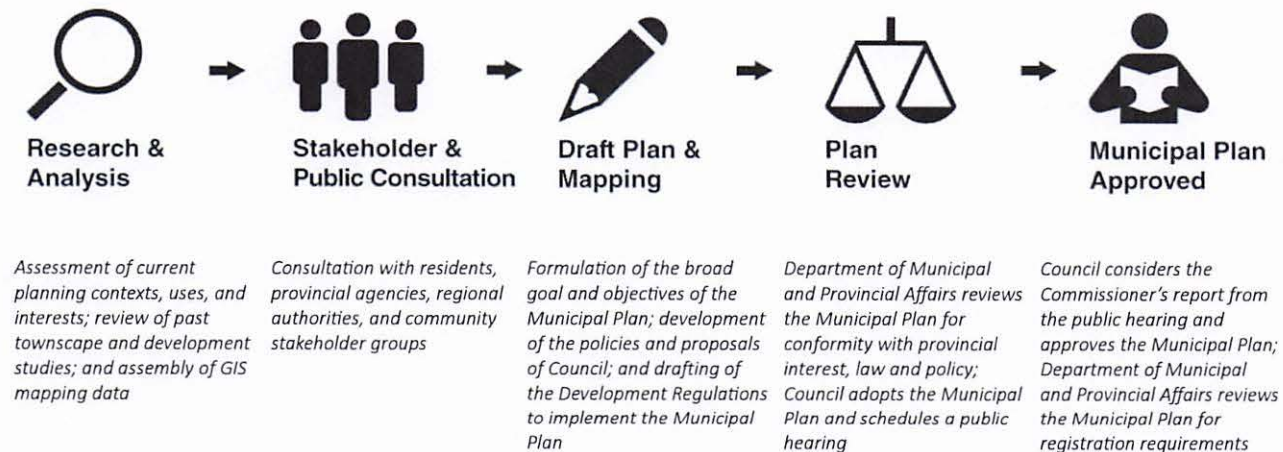 Research &
Analysis
Stakeholder &
Public Consultation
Draft Plan &
Mapping
Plan
Review
Municipal Plan
Approved
Assessment of current
planning contexts, uses, and
interests; review of past
townscape and development
studies; and assembly of GIS
mapping data
Consultation with residents,
provincial agencies, regional
authorities, and community
stakeholder groups
Formulation of the broad
goal and objectives of the
Municipal Plan; development
of the policies and proposals
of Council; and drafting of
the Development Regulations
to implement the Municipal
Plan
Department of Municipal
and Provincial Affairs reviews
the Municipal Plan for
conformity with provincial
interest, law and policy;
Council adopts the Municipal
Plan and schedules a public
hearing
Council considers the
Commissioner's report from
the public hearing and
approves the Municipal Plan;
Department of Municipal
and Provincial Affairs reviews
the Municipal Plan for
registration requirements